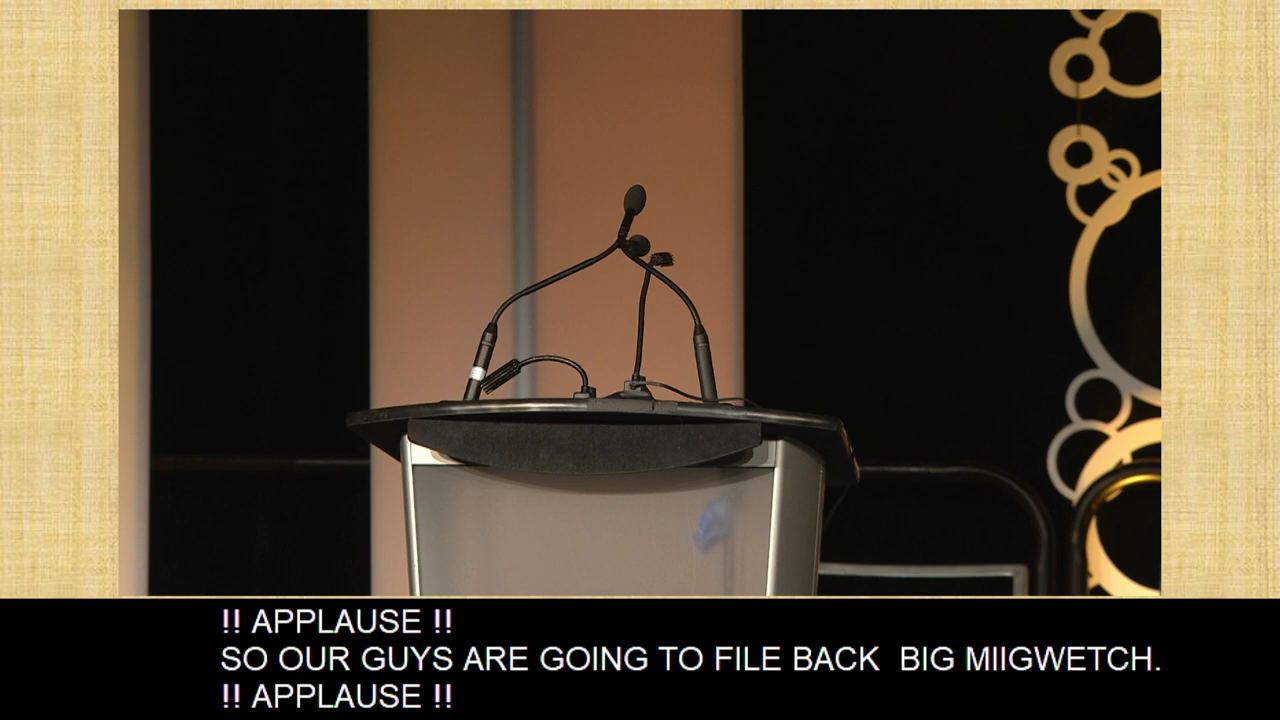 !! APPLAUSE !!
SO OUR GUYS ARE GOING TO FILE BACK  BIG MIIGWETCH.
!! APPLAUSE !!